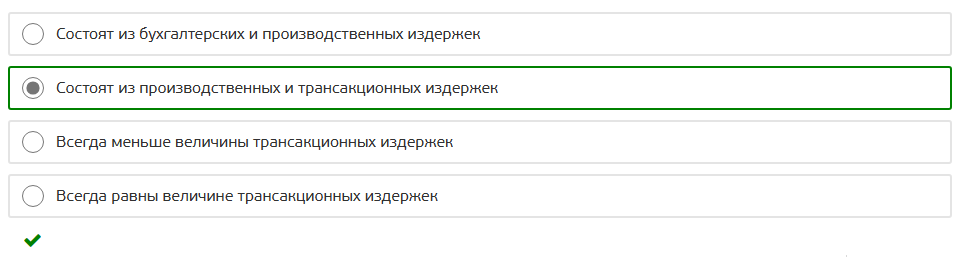 Состоят из бухгалтерских и производственных издержек
Состоят из производственных и трансакционных издержек
Всегда меньше величины трансакционных издержек
Всегда равны величине трансакционных издержек